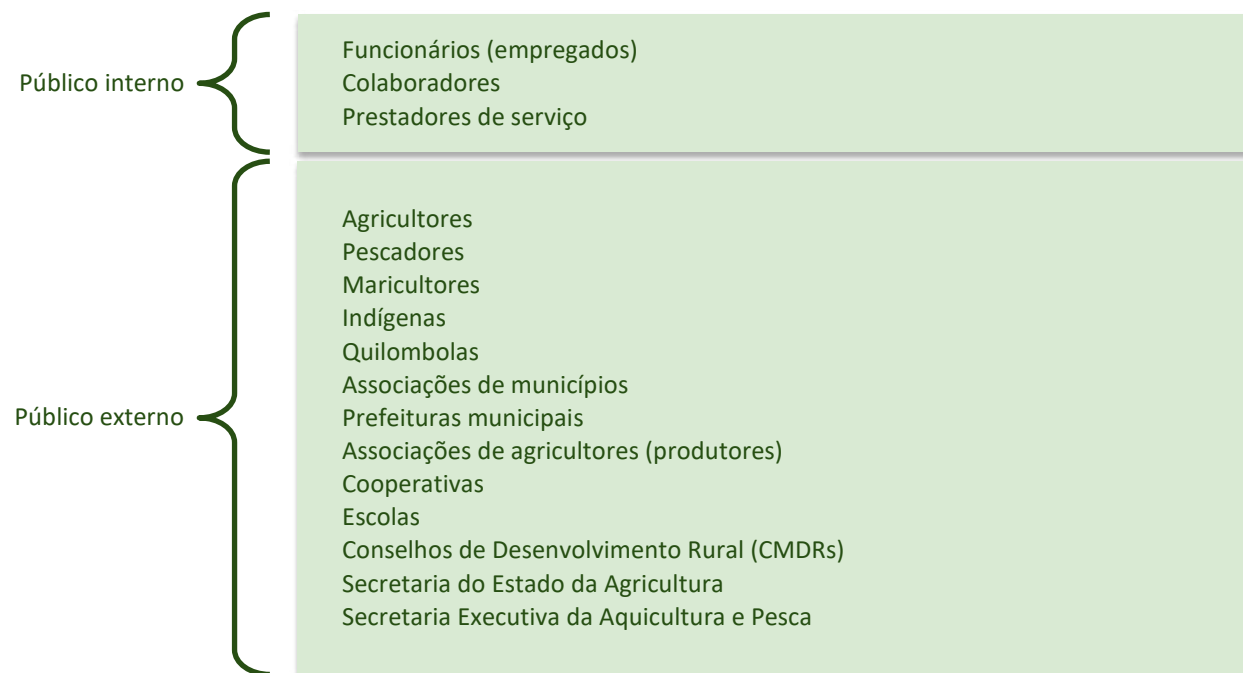 Público interno
Funcionários (empregados)
Colaboradores
Prestadores de serviço
Público externo
Agricultores
Pescadores
Maricultores
Indígenas
Quilombolas
Associações de municípios
Prefeituras municipais
Associações de agricultores (produtores)
Cooperativas
Escolas
Conselhos de Desenvolvimento Rural (CMDRs)
Secretaria do Estado da Agricultura
Secretaria Executiva da Aquicultura e Pesca